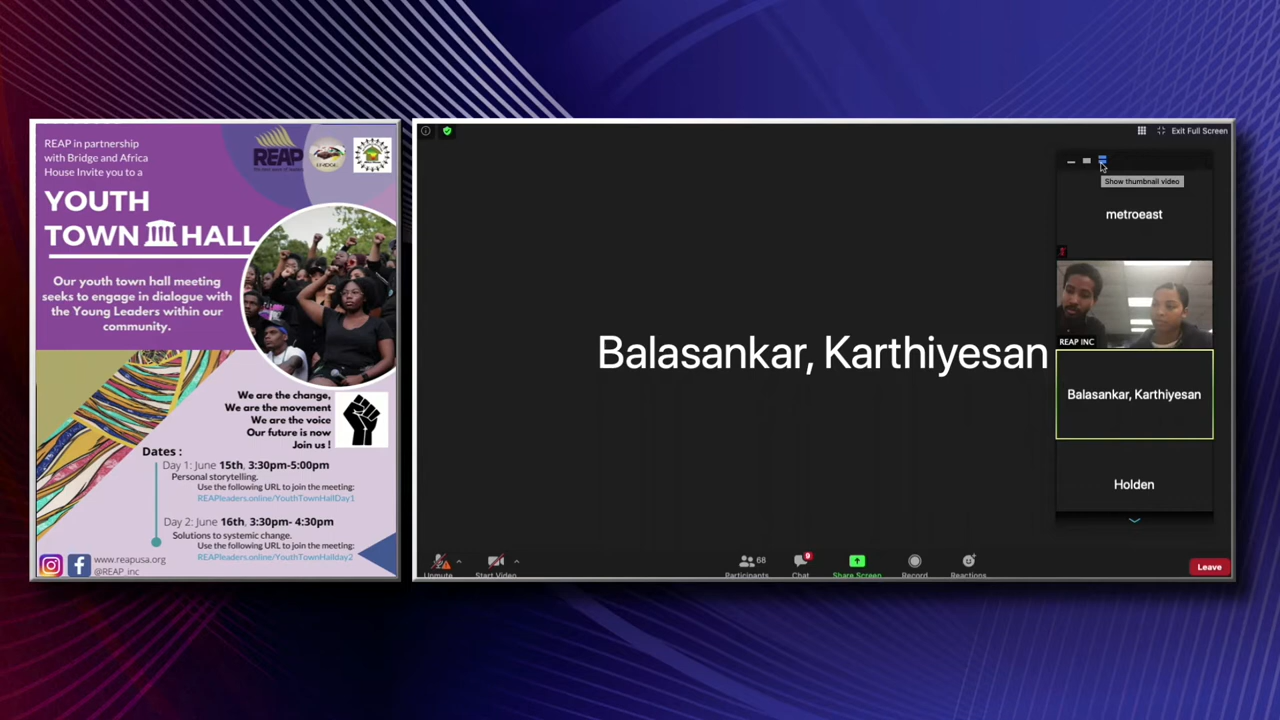 REAP in partnership
with Bridge and Africa
House Invite you to a
REAP
YOUTH
TOWN HALL
Our youth town hall meeting
seeks to engage in dialogue with
the Young Leaders within our
community.
We are the change,
We are the movement
We are the voice
Our future is now
Join us !
Dates :
Day 1: June 15th, 3:30pm-5:00pm
Personal storytelling.
Use the following URL to join the meeting:
REAPleaders.online/YouthTownHallDay1
Day 2: June 16th, 3:30pm- 4:30pm
Solutions to systemic change.
Use the following URL to join the meeting:
REAPleaders.online/YouthTownHallday2
www.reapusa.org
@REAP_inc
Exit Full Screen
Show thumbnail video
metroeast
REAP INC
Balasankar, Karthiyesan
Balasankar, Karthiyesan
Holden
68
9
Unmute
Start Video
Participants
Chat
Share Screen
Record
Reactions
Leave